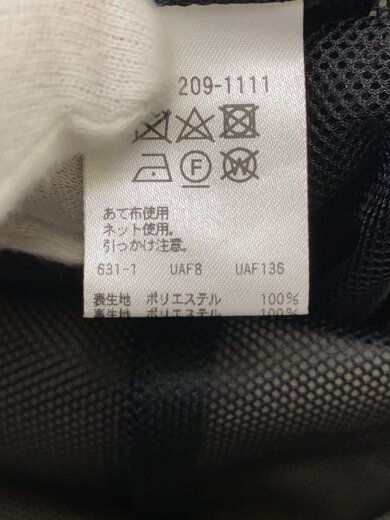 209-1111
F W
あて布使用
ネット使用。
引っかけ注意。
631-1 UAF8 UAF136
表生地 ポリエステル 100%
裏生地 ポリエステル 100%